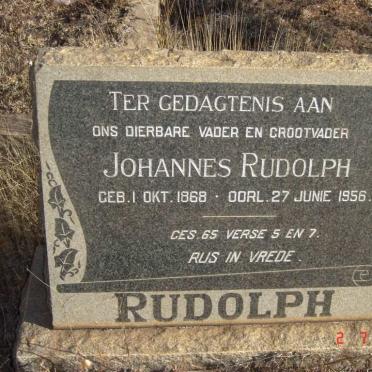 TER GEDAGTENIS AAN
ONS DIERBARE VADER EN GROOTVADER
JOHANNES RUDOLPH
GEB. 1 OKT. 1868 · OORL. 27 JUNIE 1956.
GES. 65 VERSE 5 EN 7.
RUS IN VREDE.
RUDOLPH